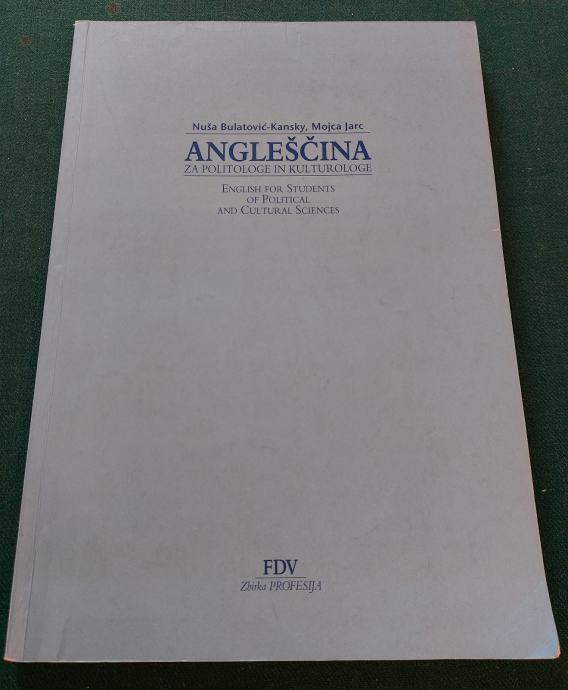 Nuša Bulatović-Kansky, Mojca Jarc
ANGLEŠČINA
ZA POLITOLOGE IN KULTUROLOGE
ENGLISH FOR STUDENTS
OF POLITICAL
AND CULTURAL SCIENCES
FDV
Zbirka PROFESIJA